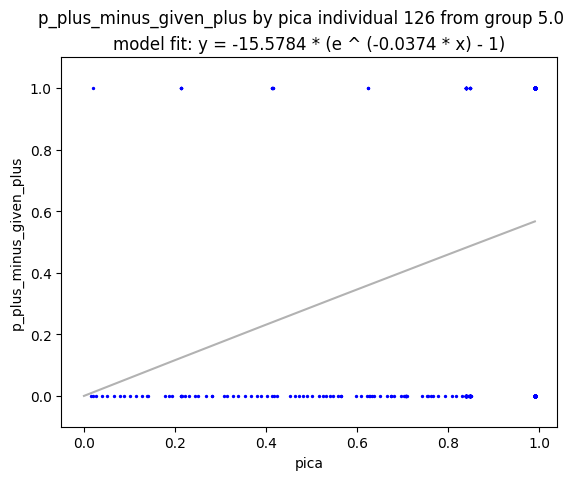 p_plus_minus_given_plus by pica individual 126 from group 5.0
model fit: y = -15.5784 * (e ^ (-0.0374 * x) - 1)
1.0
0.8
0.6
0.4
0.2
0.0
p_plus_minus_given_plus
0.0 0.2 0.4 0.6 0.8 1.0
pica